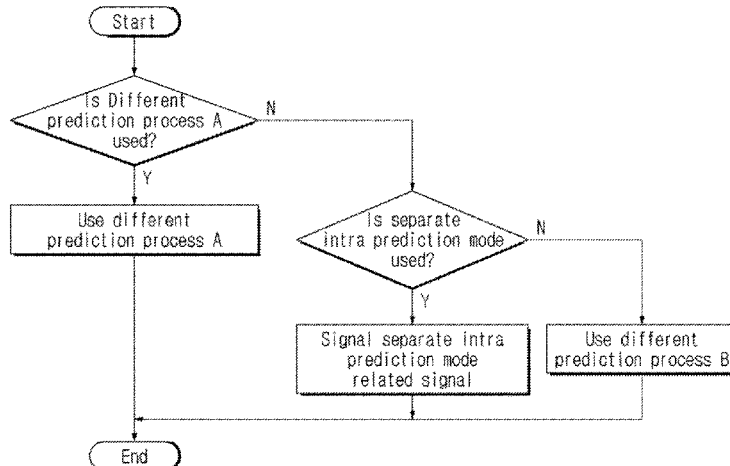 Start
Is Different
prediction process A
used?
N
Y
Use different
prediction process A
Is separate
intra prediction mode
used?
N
Y
Signal separate intra
prediction mode
related signal
Use different
prediction process B
End